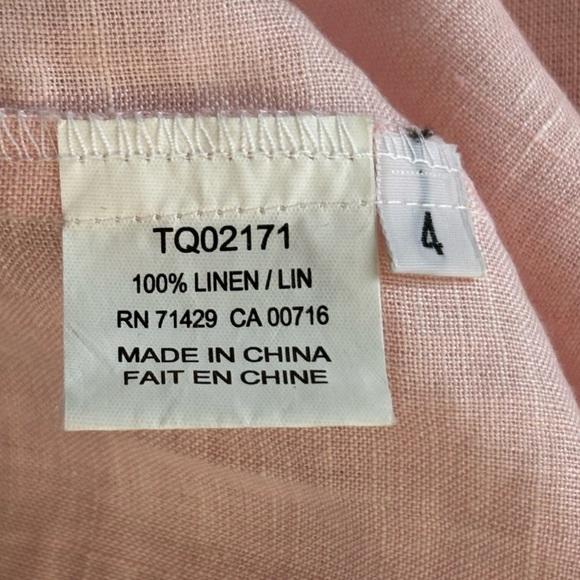 TQ02171
100% LINEN / LIN
RN 71429 CA 00716
MADE IN CHINA
FAIT EN CHINE
4